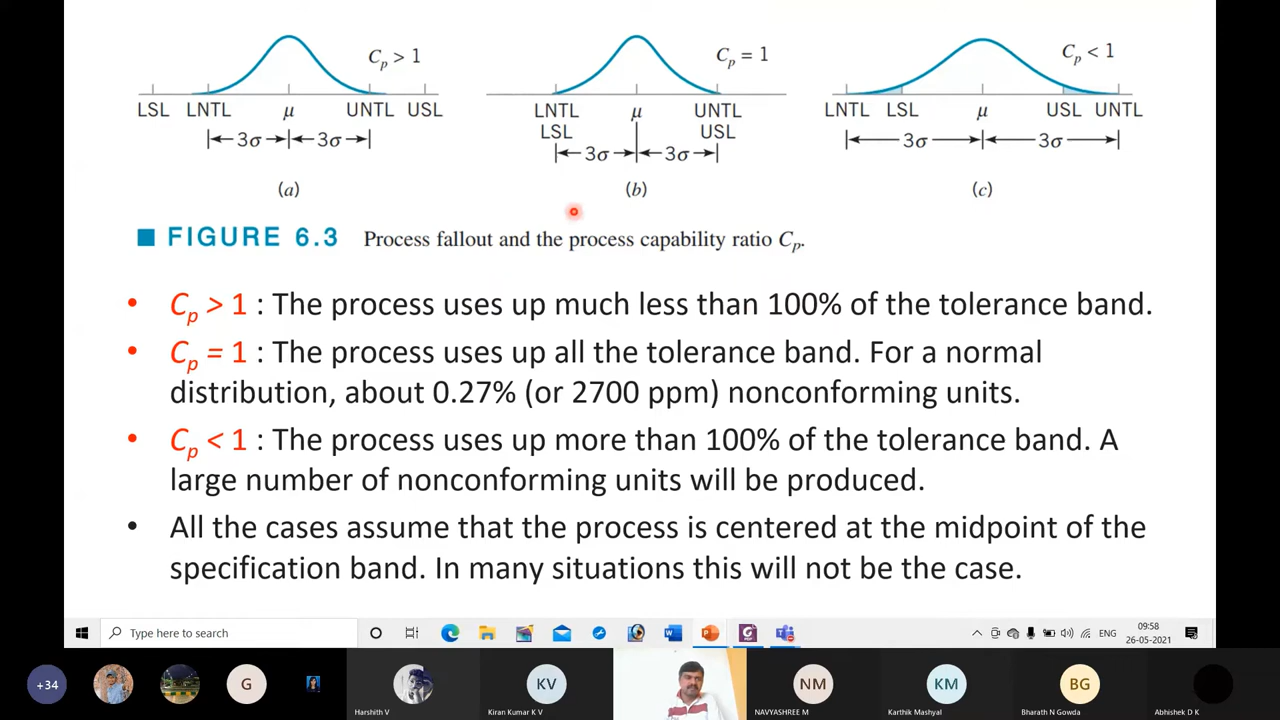 Cp > 1
LSL LNTL μ UNTL USL
3σ 3σ
(a)
Cp = 1
LNTL μ UNTL
LSL USL
3σ 3σ
(b)
Cp < 1
LNTL LSL μ USL UNTL
3σ 3σ
(c)
FIGURE 6.3 Process fallout and the process capability ratio Cp.
• Cp > 1 : The process uses up much less than 100% of the tolerance band.
• Cp = 1 : The process uses up all the tolerance band. For a normal
distribution, about 0.27% (or 2700 ppm) nonconforming units.
• Cp < 1 : The process uses up more than 100% of the tolerance band. A
large number of nonconforming units will be produced.
• All the cases assume that the process is centered at the midpoint of the
specification band. In many situations this will not be the case.
Type here to search
ENG
09:58
26-05-2021
+34
G
Harshith V
KV
Kiran Kumar K V
NM
NAVYASHREE M
KM
Karthik Mashyal
BG
Bharath N Gowda
Abhishek D K